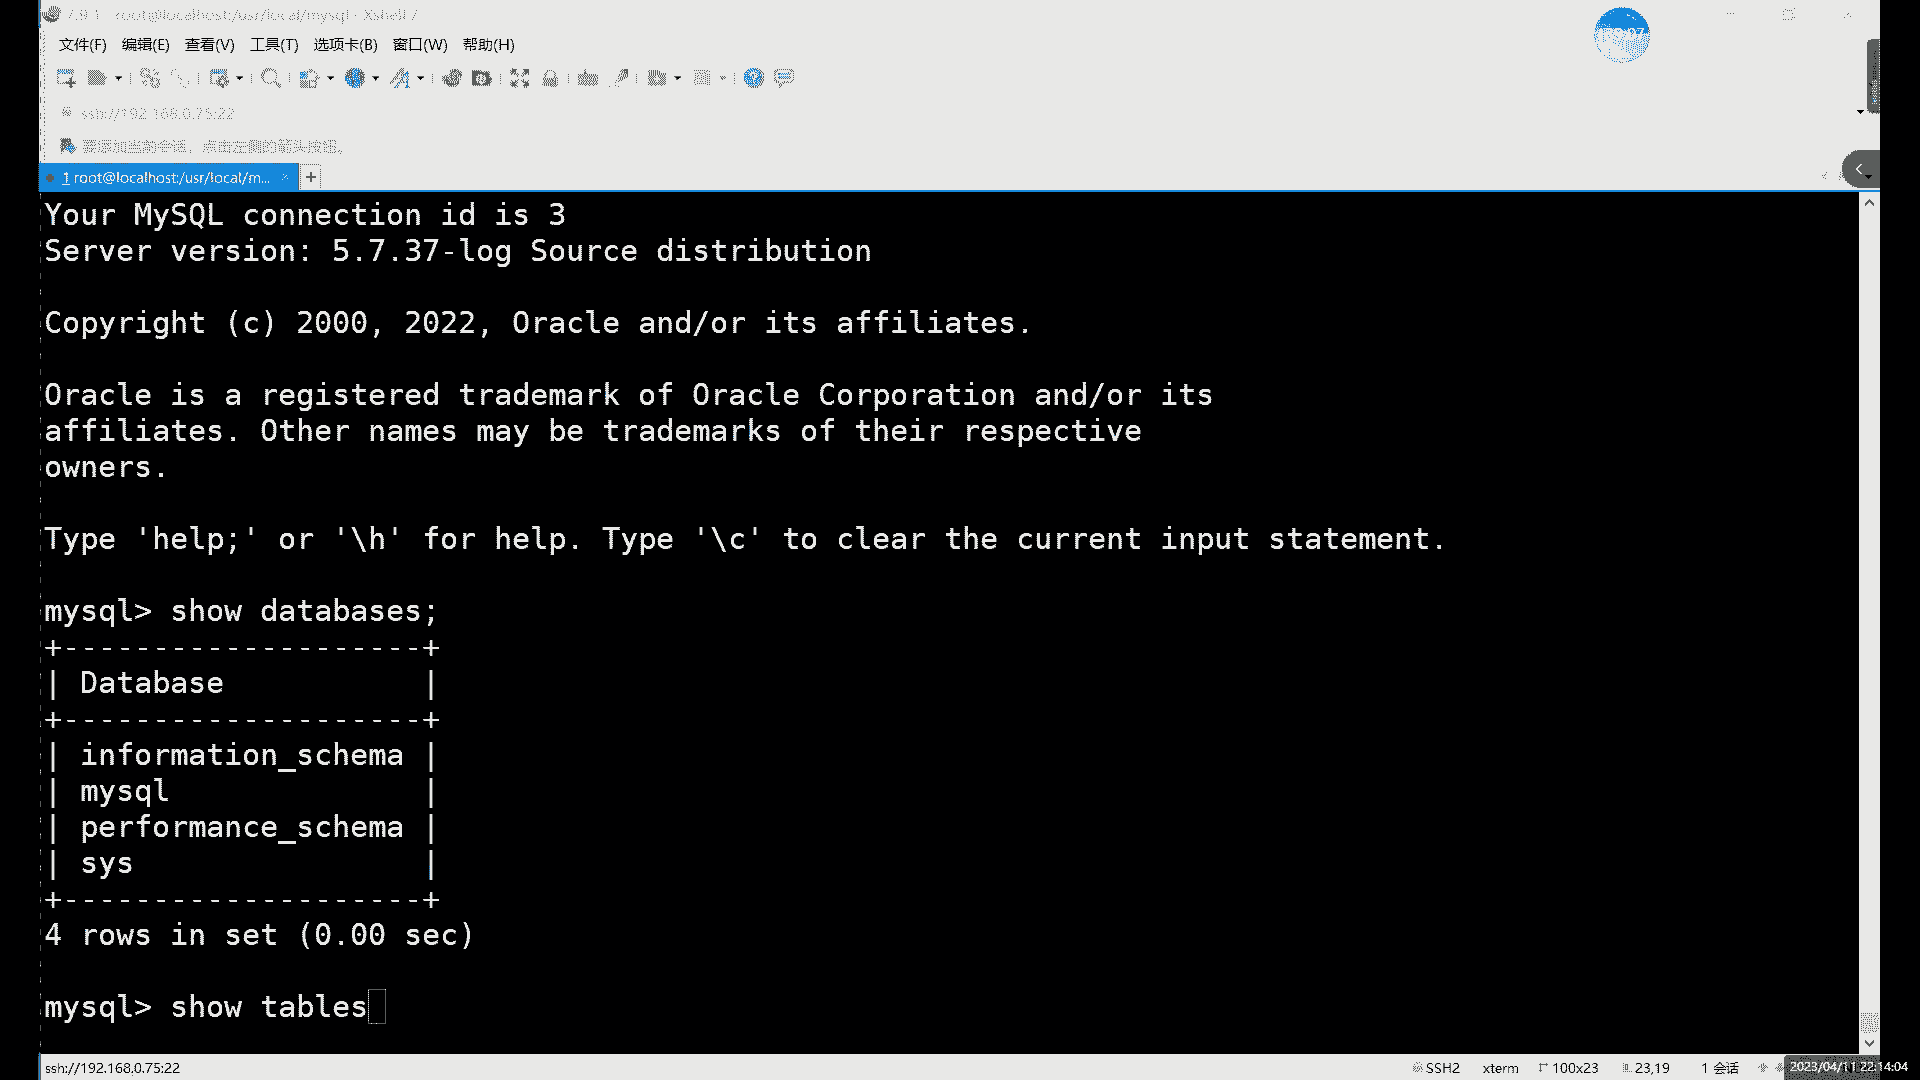 7.9.1 - root@localhost:/usr/local/mysql - Xshell 7
文件(F) 编辑(E) 查看(V) 工具(T) 选项卡(B) 窗口(W) 帮助(H)
ssh://192.168.0.75:22
要添加当前会话，点击左侧的箭头按钮。
1 root@localhost:/usr/local/m... × +
Your MySQL connection id is 3
Server version: 5.7.37-log Source distribution
Copyright (c) 2000, 2022, Oracle and/or its affiliates.
Oracle is a registered trademark of Oracle Corporation and/or its
affiliates. Other names may be trademarks of their respective
owners.
Type 'help;' or '\h' for help. Type '\c' to clear the current input statement.
mysql> show databases;
+--------------------+
| Database           |
+--------------------+
| information_schema |
| mysql              |
| performance_schema |
| sys                |
+--------------------+
4 rows in set (0.00 sec)
mysql> show tables
ssh://192.168.0.75:22 SSH2 xterm 100x23 23,19 1 会话
2023/04/11 22:14:04